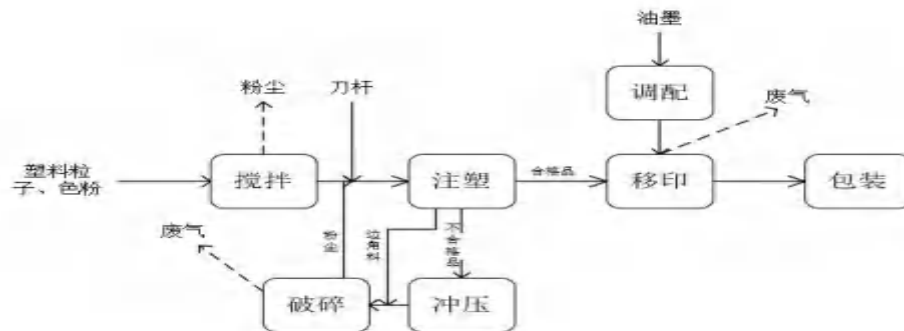 油墨
粉尘
刀杆
调配
废气
塑料粒
子、色粉
搅拌
注塑
合格品
移印
包装
废气
粉尘
边角料
不合格品
破碎
冲压